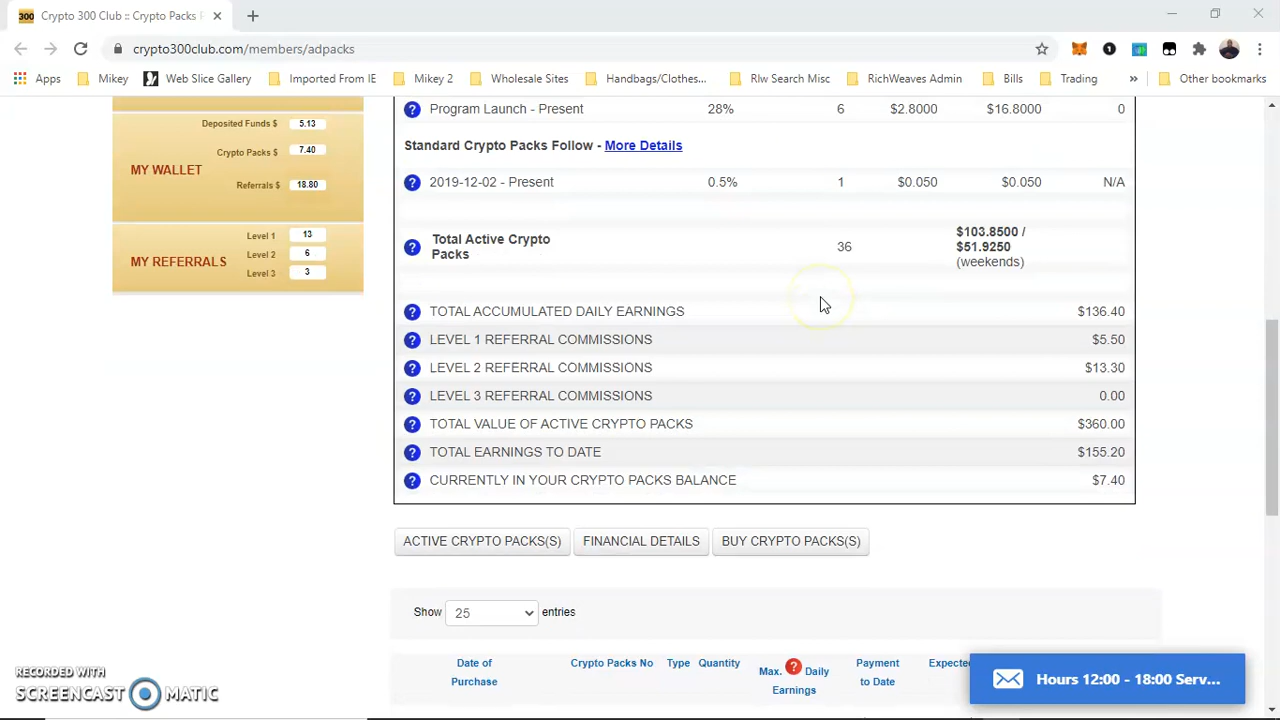 300
Crypto 300 Club :: Crypto Packs
crypto300club.com/members/adpacks
Apps
Mikey
Web Slice Gallery
Imported From IE
Mikey 2
Wholesale Sites
Handbags/Clothes...
Rlw Search Misc
RichWeaves Admin
Bills
Trading
»
Other bookmarks
Deposited Funds $ 5.13
Crypto Packs $ 7.40
MY WALLET
Referrals $ 18.80
Level 1 13
Level 2 6
MY REFERRALS
Level 3 3
? Program Launch - Present 28% 6 $2.8000 $16.8000 0
Standard Crypto Packs Follow - More Details
? 2019-12-02 - Present 0.5% 1 $0.050 $0.050 N/A
? Total Active Crypto Packs 36 $103.8500 /
$51.9250
(weekends)
? TOTAL ACCUMULATED DAILY EARNINGS $136.40
? LEVEL 1 REFERRAL COMMISSIONS $5.50
? LEVEL 2 REFERRAL COMMISSIONS $13.30
? LEVEL 3 REFERRAL COMMISSIONS 0.00
? TOTAL VALUE OF ACTIVE CRYPTO PACKS $360.00
? TOTAL EARNINGS TO DATE $155.20
? CURRENTLY IN YOUR CRYPTO PACKS BALANCE $7.40
ACTIVE CRYPTO PACKS(S) FINANCIAL DETAILS BUY CRYPTO PACKS(S)
Show 25 entries
Date of Purchase
Crypto Packs No
Type
Quantity
Max. ? Daily Earnings
Payment to Date
Expected
Hours 12:00 - 18:00 Serv...
RECORDED WITH
SCREENCAST MATIC